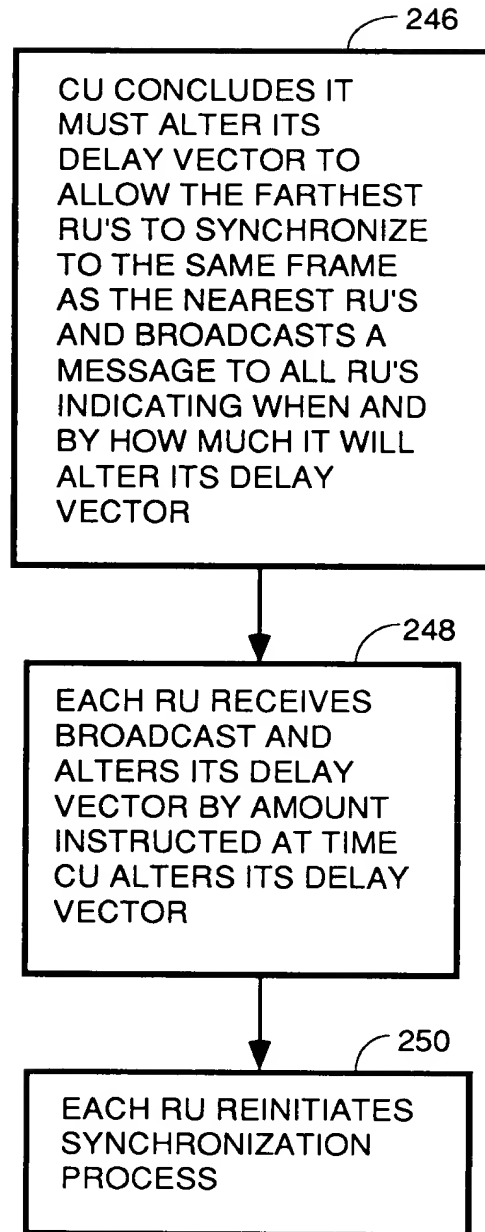 246
CU CONCLUDES IT
MUST ALTER ITS
DELAY VECTOR TO
ALLOW THE FARTHEST
RU'S TO SYNCHRONIZE
TO THE SAME FRAME
AS THE NEAREST RU'S
AND BROADCASTS A
MESSAGE TO ALL RU'S
INDICATING WHEN AND
BY HOW MUCH IT WILL
ALTER ITS DELAY
VECTOR
248
EACH RU RECEIVES
BROADCAST AND
ALTERS ITS DELAY
VECTOR BY AMOUNT
INSTRUCTED AT TIME
CU ALTERS ITS DELAY
VECTOR
250
EACH RU REINITIATES
SYNCHRONIZATION
PROCESS